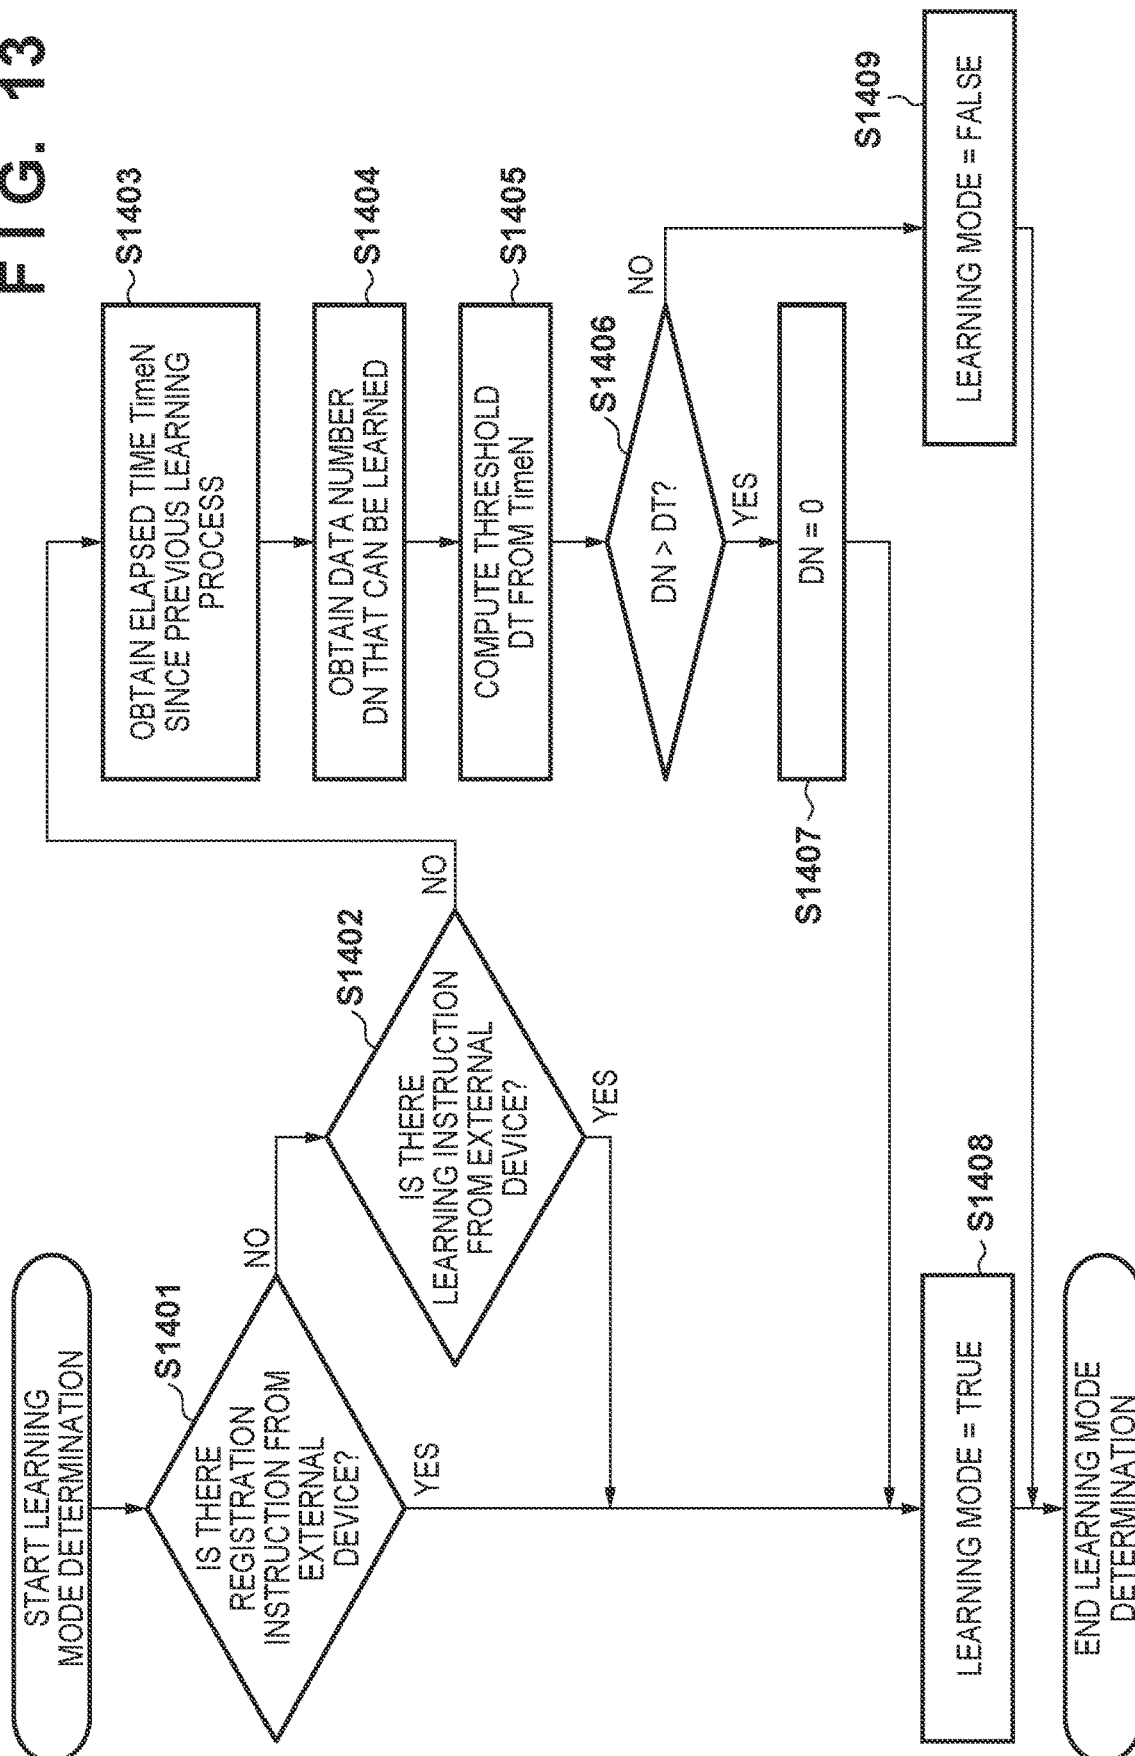 FIG. 13
START LEARNING
MODE DETERMINATION
S1401
IS THERE
REGISTRATION
INSTRUCTION FROM
EXTERNAL
DEVICE?
NO
YES
S1402
IS THERE
LEARNING INSTRUCTION
FROM EXTERNAL
DEVICE?
NO
YES
S1403
OBTAIN ELAPSED TIME TimeN
SINCE PREVIOUS LEARNING
PROCESS
S1404
OBTAIN DATA NUMBER
DN THAT CAN BE LEARNED
S1405
COMPUTE THRESHOLD
DT FROM TimeN
S1406
DN > DT?
NO
YES
S1407
DN = 0
S1408
LEARNING MODE = TRUE
S1409
LEARNING MODE = FALSE
END LEARNING MODE
DETERMINATION